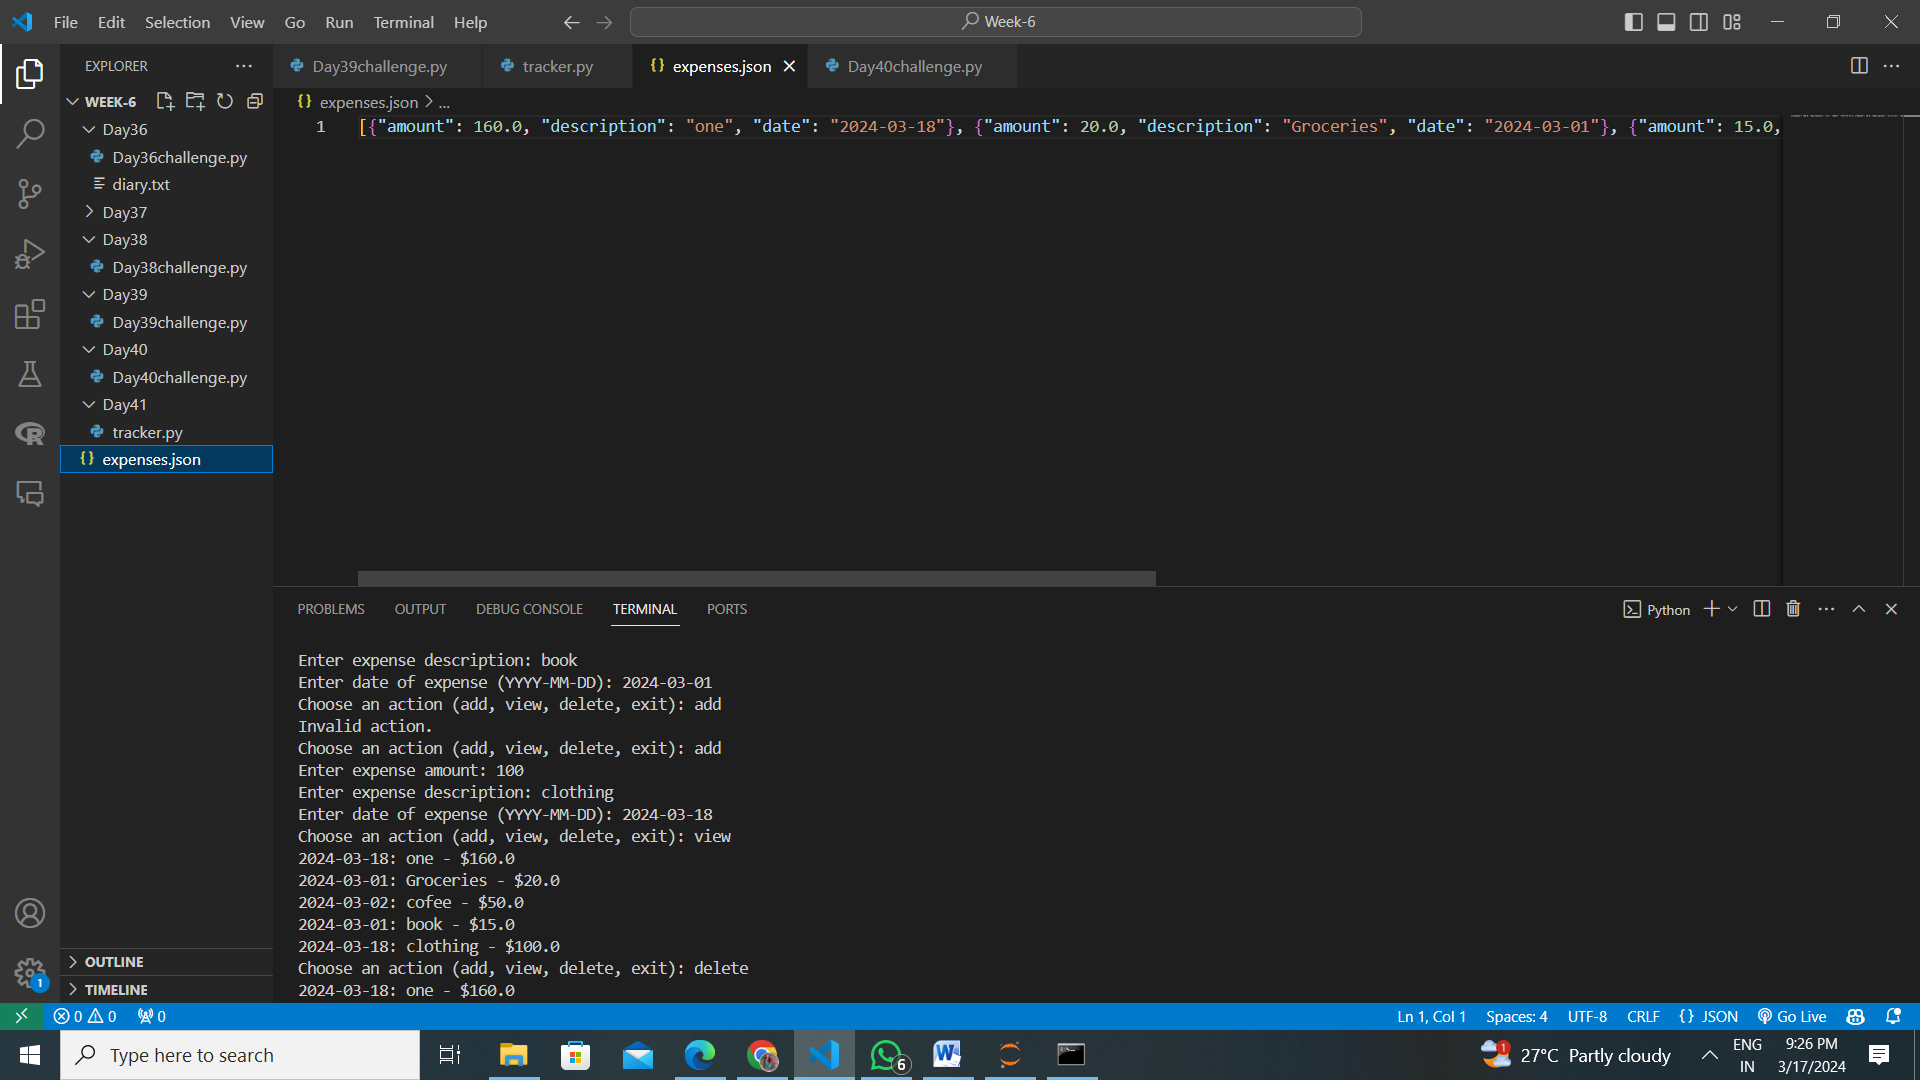 File Edit Selection View Go Run Terminal Help
Week-6
EXPLORER
WEEK-6
Day36
Day36challenge.py
diary.txt
Day37
Day38
Day38challenge.py
Day39
Day39challenge.py
Day40
Day40challenge.py
Day41
tracker.py
expenses.json
OUTLINE
TIMELINE
1
Day39challenge.py tracker.py expenses.json Day40challenge.py
expenses.json > ...
1 [{"amount": 160.0, "description": "one", "date": "2024-03-18"}, {"amount": 20.0, "description": "Groceries", "date": "2024-03-01"}, {"amount": 15.0,
PROBLEMS OUTPUT DEBUG CONSOLE TERMINAL PORTS
Python
Enter expense description: book
Enter date of expense (YYYY-MM-DD): 2024-03-01
Choose an action (add, view, delete, exit): add
Invalid action.
Choose an action (add, view, delete, exit): add
Enter expense amount: 100
Enter expense description: clothing
Enter date of expense (YYYY-MM-DD): 2024-03-18
Choose an action (add, view, delete, exit): view
2024-03-18: one - $160.0
2024-03-01: Groceries - $20.0
2024-03-02: cofee - $50.0
2024-03-01: book - $15.0
2024-03-18: clothing - $100.0
Choose an action (add, view, delete, exit): delete
2024-03-18: one - $160.0
0 0 0
Ln 1, Col 1 Spaces: 4 UTF-8 CRLF {} JSON Go Live
Type here to search
6
1
27°C Partly cloudy
ENG
IN
9:26 PM
3/17/2024